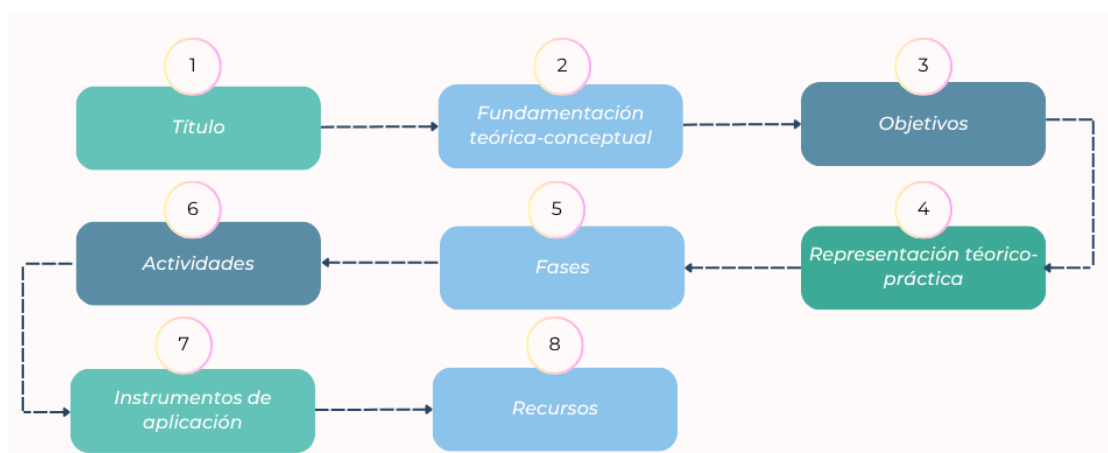 1
Título
2
Fundamentación
teórica-conceptual
3
Objetivos
4
Representación téorico-
práctica
5
Fases
6
Actividades
7
Instrumentos de
aplicación
8
Recursos